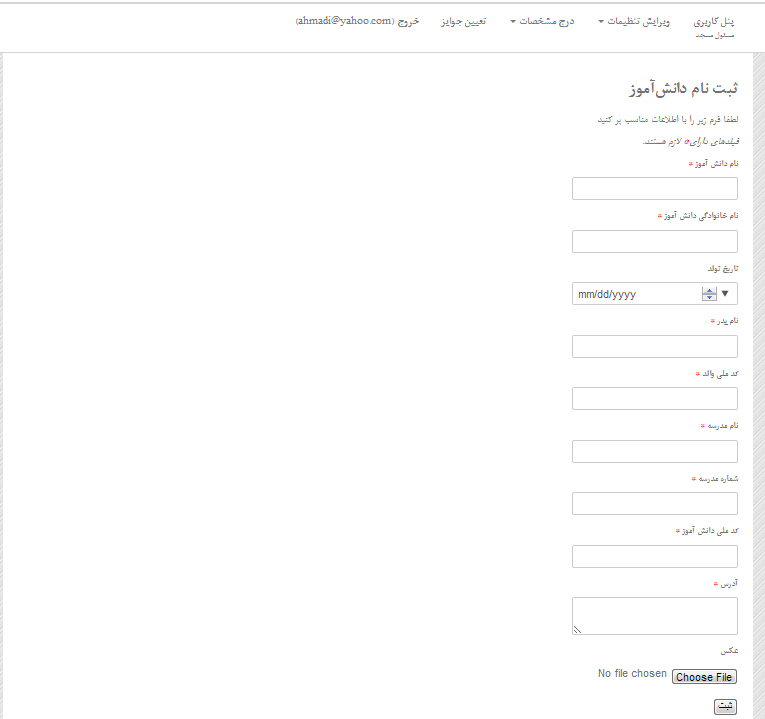 پنل کاربری ویرایش تنظیمات درج مشخصات تعیین جوایز خروج (ahmadi@yahoo.com)
مسئول مسجد
ثبت نام دانش‌آموز
لطفا فرم زیر را با اطلاعات مناسب پر کنید
فیلدهای دارای* لازم هستند.
نام دانش آموز *
نام خانوادگی دانش آموز *
تاریخ تولد
mm/dd/yyyy
نام پدر *
کد ملی والد *
نام مدرسه *
شماره مدرسه *
کد ملی دانش آموز *
آدرس *
عکس
Choose File No file chosen
ثبت